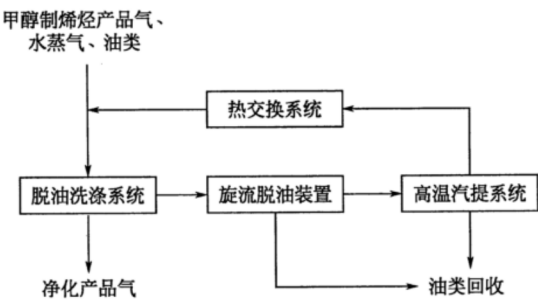 甲醇制烯烃产品气、
水蒸气、油类
热交换系统
脱油洗涤系统
旋流脱油装置
高温汽提系统
净化产品气
油类回收